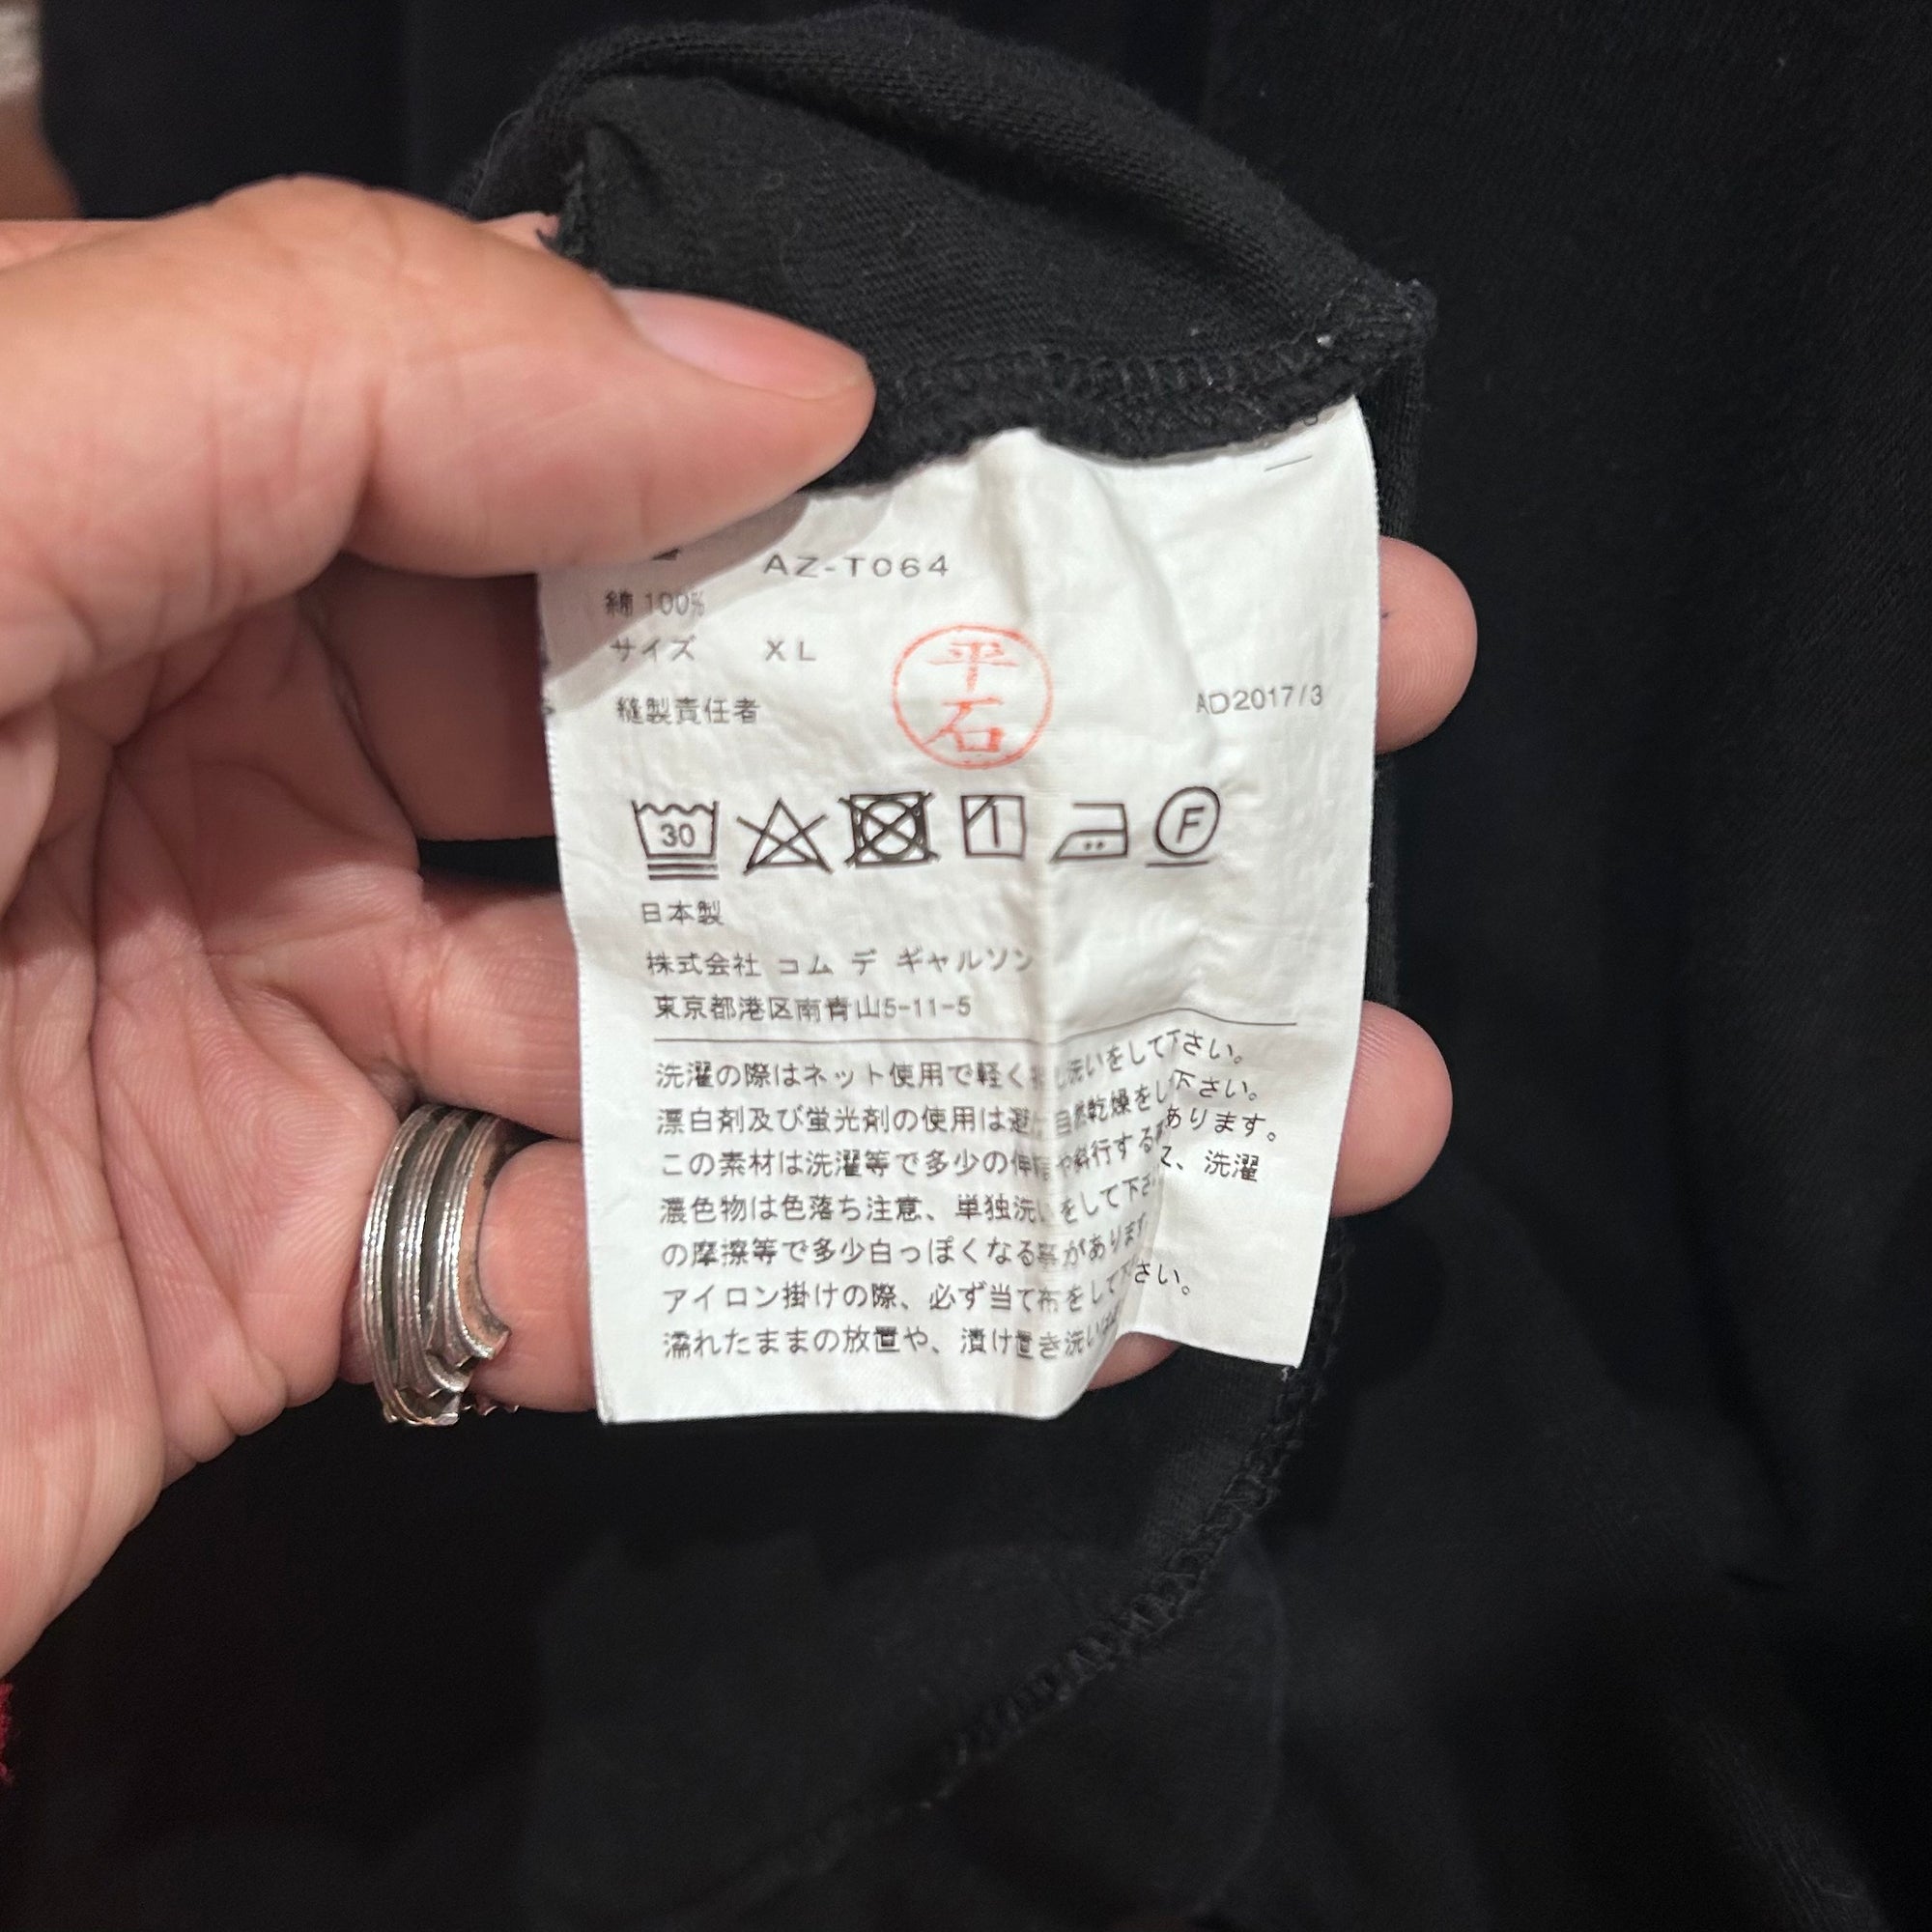 AZ-T064
綿 100%
サイズ XL
平石
縫製責任者 AD2017/3
30
F
日本製
株式会社 コム デ ギャルソン
東京都港区南青山5-11-5
洗濯の際はネット使用で軽く 洗いをして下さい。
漂白剤及び蛍光剤の使用は避け自然乾燥をし下さい。
この素材は洗濯等で多少の伸 や斜行する あります。
濃色物は色落ち注意、単独洗いをして下さ 、洗濯
の摩擦等で多少白っぽくなる事があります
アイロン掛けの際、必ず当て布をして下さい。
濡れたままの放置や、漬け置き洗い